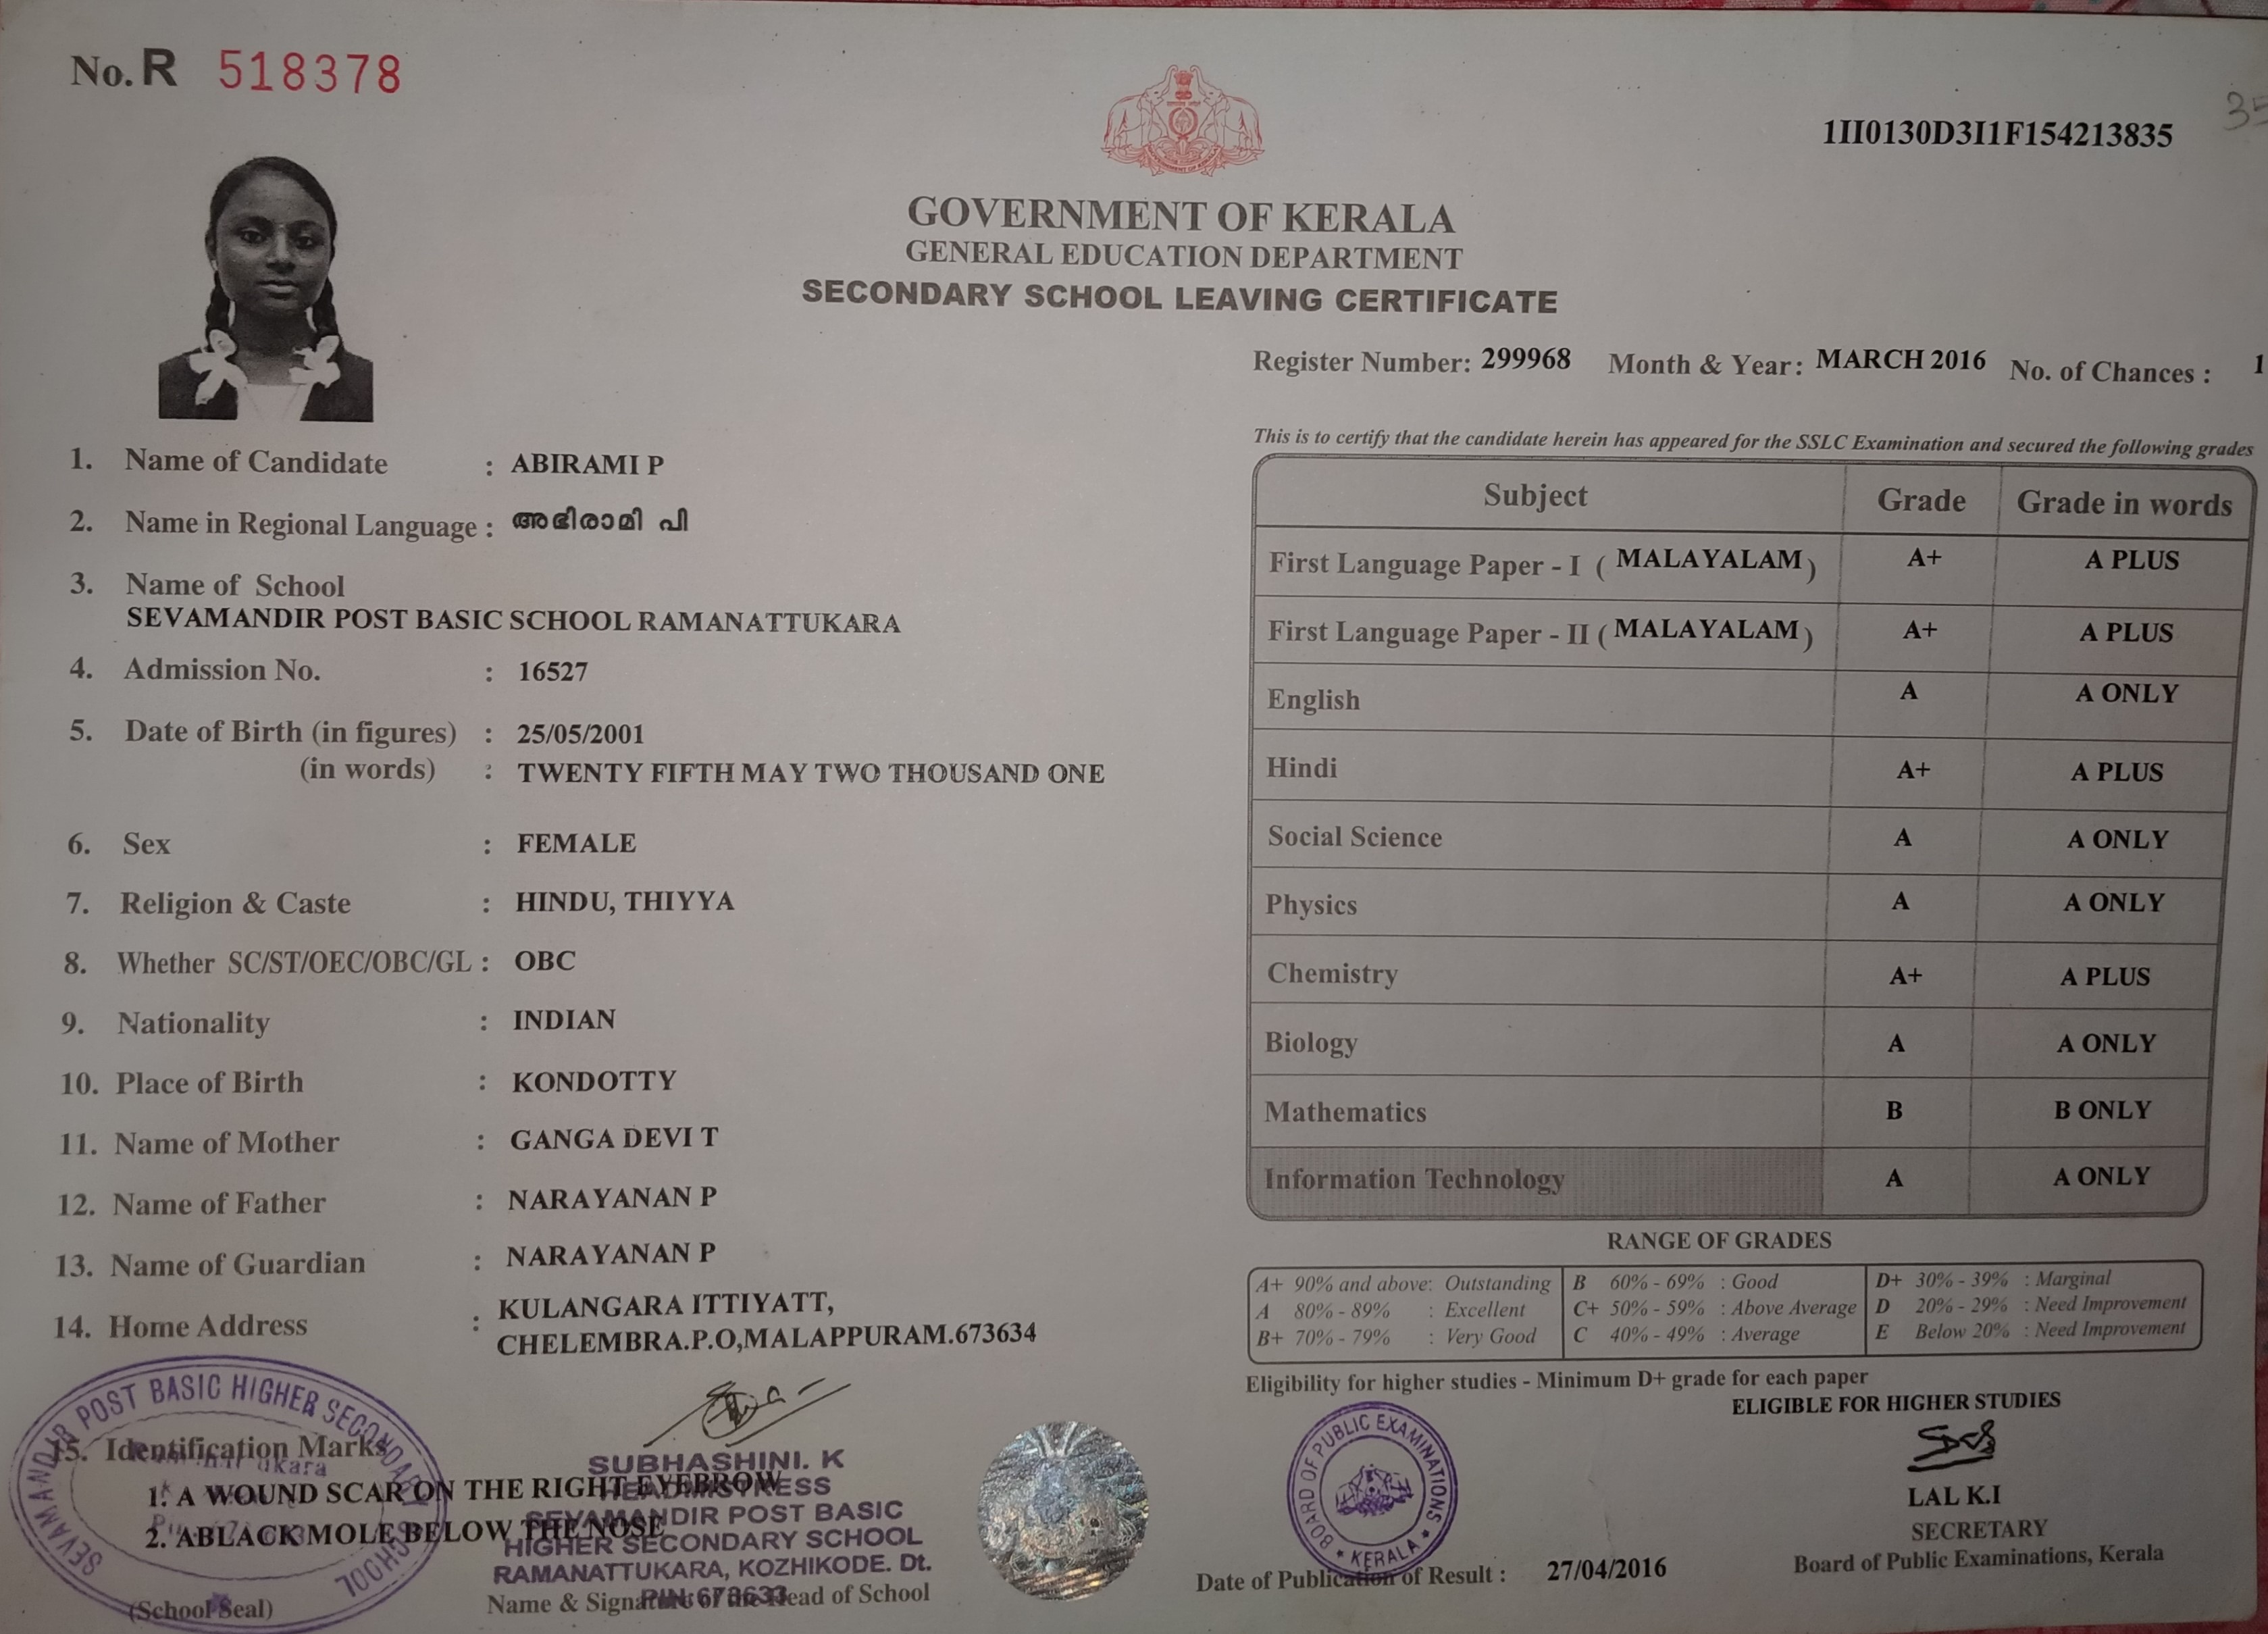 No. R 518378
35
1II0130D3I1F154213835
GOVERNMENT OF KERALA
GENERAL EDUCATION DEPARTMENT
SECONDARY SCHOOL LEAVING CERTIFICATE
Register Number: 299968 Month & Year: MARCH 2016 No. of Chances : 1
1. Name of Candidate : ABIRAMI P
2. Name in Regional Language : അഭിരാമി പി
3. Name of School
SEVAMANDIR POST BASIC SCHOOL RAMANATTUKARA
4. Admission No. : 16527
5. Date of Birth (in figures) : 25/05/2001
(in words) : TWENTY FIFTH MAY TWO THOUSAND ONE
6. Sex : FEMALE
7. Religion & Caste : HINDU, THIYYA
8. Whether SC/ST/OEC/OBC/GL : OBC
9. Nationality : INDIAN
10. Place of Birth : KONDOTTY
11. Name of Mother : GANGA DEVI T
12. Name of Father : NARAYANAN P
13. Name of Guardian : NARAYANAN P
14. Home Address : KULANGARA ITTIYATT,
CHELEMBRA.P.O,MALAPPURAM.673634
15. Identification Marks
1. A WOUND SCAR ON THE RIGHT EYEBROW
2. ABLACK MOLE BELOW THE NOSE
SEVAMANDIR POST BASIC HIGHER SECONDARY SCHOOL
(School Seal)
SUBHASHINI. K
HEADMISTRESS
SEVAMANDIR POST BASIC
HIGHER SECONDARY SCHOOL
RAMANATTUKARA, KOZHIKODE. Dt.
PIN:673633
Name & Signature of the Head of School
This is to certify that the candidate herein has appeared for the SSLC Examination and secured the following grades
Subject Grade Grade in words
First Language Paper - I ( MALAYALAM ) A+ A PLUS
First Language Paper - II ( MALAYALAM ) A+ A PLUS
English A A ONLY
Hindi A+ A PLUS
Social Science A A ONLY
Physics A A ONLY
Chemistry A+ A PLUS
Biology A A ONLY
Mathematics B B ONLY
Information Technology A A ONLY
RANGE OF GRADES
A+ 90% and above: Outstanding B 60% - 69% : Good D+ 30% - 39% : Marginal
A 80% - 89% : Excellent C+ 50% - 59% : Above Average D 20% - 29% : Need Improvement
B+ 70% - 79% : Very Good C 40% - 49% : Average E Below 20% : Need Improvement
Eligibility for higher studies - Minimum D+ grade for each paper
ELIGIBLE FOR HIGHER STUDIES
BOARD OF PUBLIC EXAMINATIONS
KERALA
LAL K.I
SECRETARY
Board of Public Examinations, Kerala
Date of Publication of Result : 27/04/2016